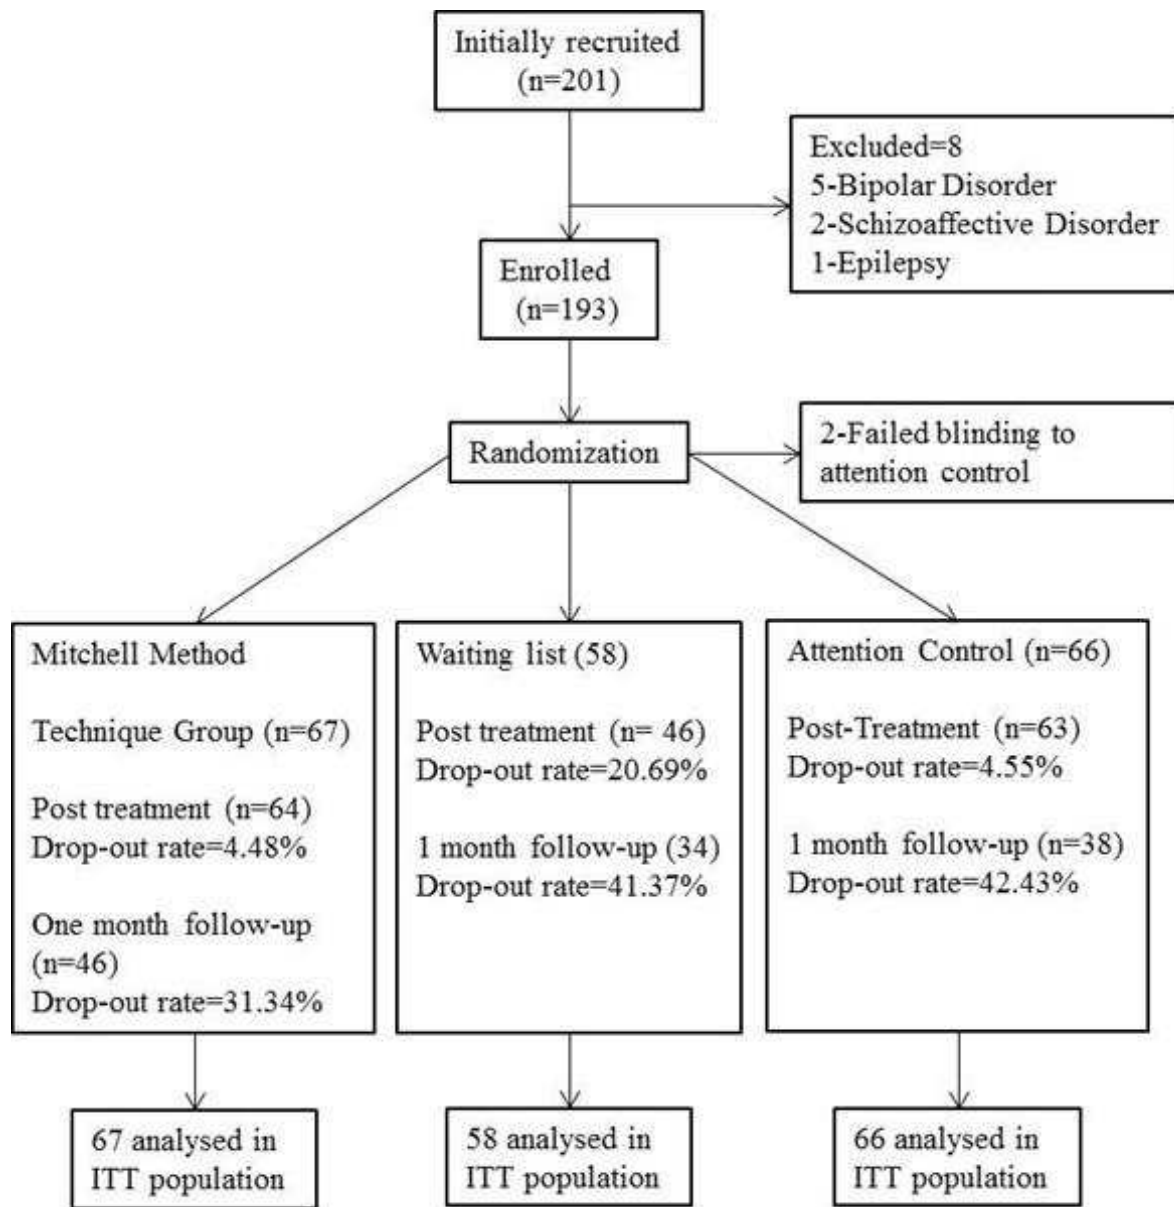 Initially recruited
(n=201)
Excluded=8
5-Bipolar Disorder
2-Schizoaffective Disorder
1-Epilepsy
Enrolled
(n=193)
Randomization
2-Failed blinding to
attention control
Mitchell Method
Technique Group (n=67)
Post treatment (n=64)
Drop-out rate=4.48%
One month follow-up
(n=46)
Drop-out rate=31.34%
Waiting list (58)
Post treatment (n= 46)
Drop-out rate=20.69%
1 month follow-up (34)
Drop-out rate=41.37%
Attention Control (n=66)
Post-Treatment (n=63)
Drop-out rate=4.55%
1 month follow-up (n=38)
Drop-out rate=42.43%
67 analysed in
ITT population
58 analysed in
ITT population
66 analysed in
ITT population